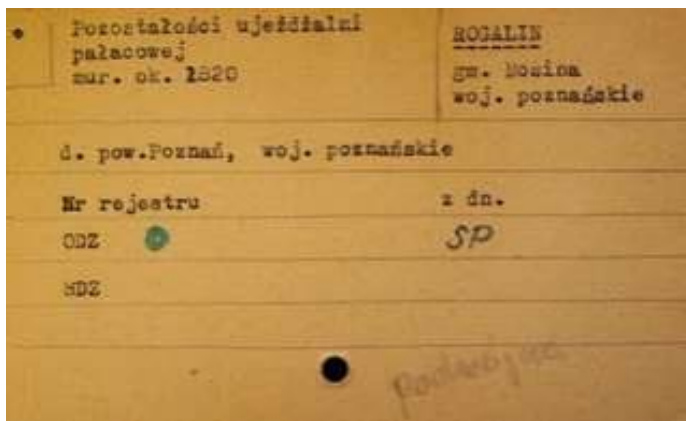 Pozostałości ujeżdżalni
pałacowej
mur. ok. 1820
ROGALIN
gm. Mosina
woj. poznańskie
d. pow.Poznań, woj. poznańskie
Nr rejestru z dn.
ODZ SP